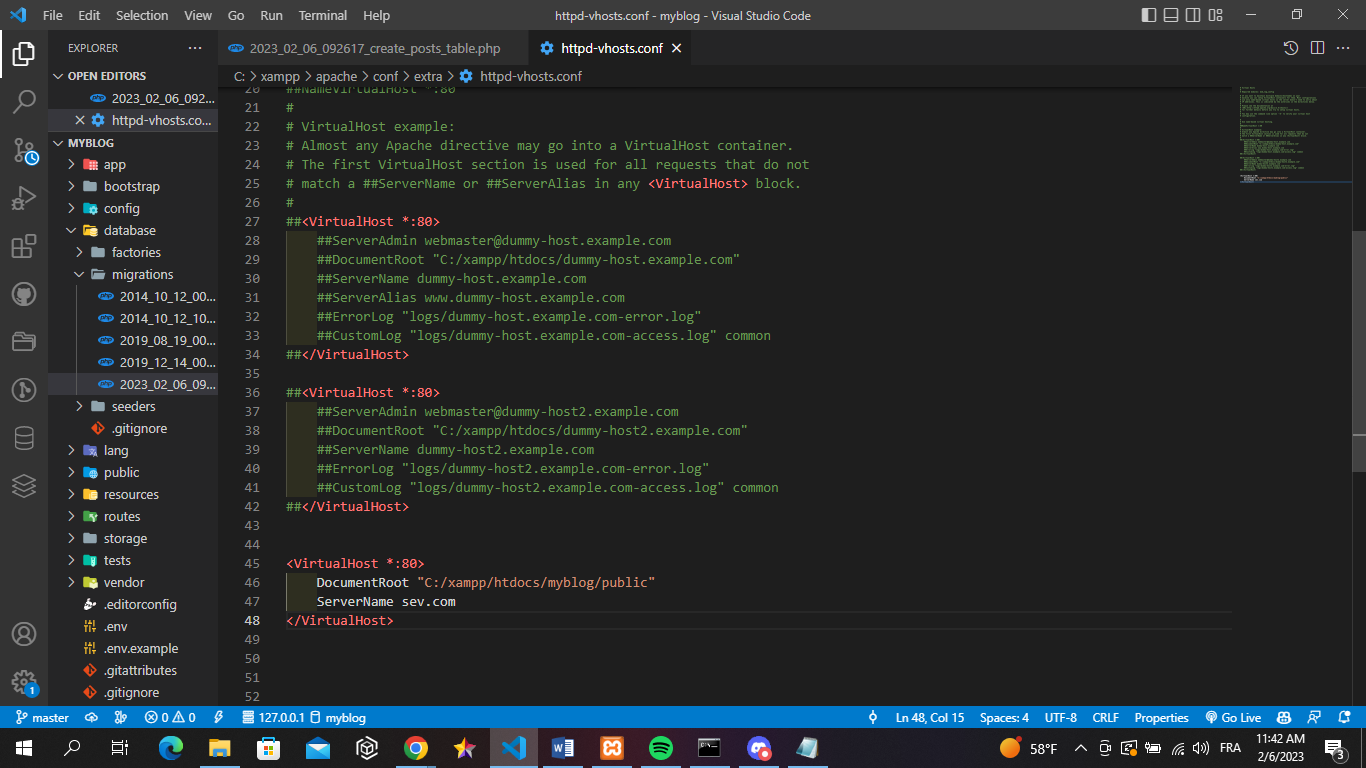 File Edit Selection View Go Run Terminal Help
httpd-vhosts.conf - myblog - Visual Studio Code
EXPLORER
OPEN EDITORS
2023_02_06_092...
httpd-vhosts.co...
MYBLOG
app
bootstrap
config
database
factories
migrations
2014_10_12_00...
2014_10_12_10...
2019_08_19_00...
2019_12_14_00...
2023_02_06_09...
seeders
.gitignore
lang
public
resources
routes
storage
tests
vendor
.editorconfig
.env
.env.example
.gitattributes
.gitignore
2023_02_06_092617_create_posts_table.php
httpd-vhosts.conf
C: > xampp > apache > conf > extra > httpd-vhosts.conf
20 ##NameVirtualHost *:80
21 #
22 # VirtualHost example:
23 # Almost any Apache directive may go into a VirtualHost container.
24 # The first VirtualHost section is used for all requests that do not
25 # match a ##ServerName or ##ServerAlias in any <VirtualHost> block.
26 #
27 ##<VirtualHost *:80>
28 ##ServerAdmin webmaster@dummy-host.example.com
29 ##DocumentRoot "C:/xampp/htdocs/dummy-host.example.com"
30 ##ServerName dummy-host.example.com
31 ##ServerAlias www.dummy-host.example.com
32 ##ErrorLog "logs/dummy-host.example.com-error.log"
33 ##CustomLog "logs/dummy-host.example.com-access.log" common
34 ##</VirtualHost>
35
36 ##<VirtualHost *:80>
37 ##ServerAdmin webmaster@dummy-host2.example.com
38 ##DocumentRoot "C:/xampp/htdocs/dummy-host2.example.com"
39 ##ServerName dummy-host2.example.com
40 ##ErrorLog "logs/dummy-host2.example.com-error.log"
41 ##CustomLog "logs/dummy-host2.example.com-access.log" common
42 ##</VirtualHost>
43
44
45 <VirtualHost *:80>
46 DocumentRoot "C:/xampp/htdocs/myblog/public"
47 ServerName sev.com
48 </VirtualHost>
49
50
51
52
1
master 0 0 127.0.0.1 myblog Ln 48, Col 15 Spaces: 4 UTF-8 CRLF Properties Go Live
58°F FRA 11:42 AM
2/6/2023 3